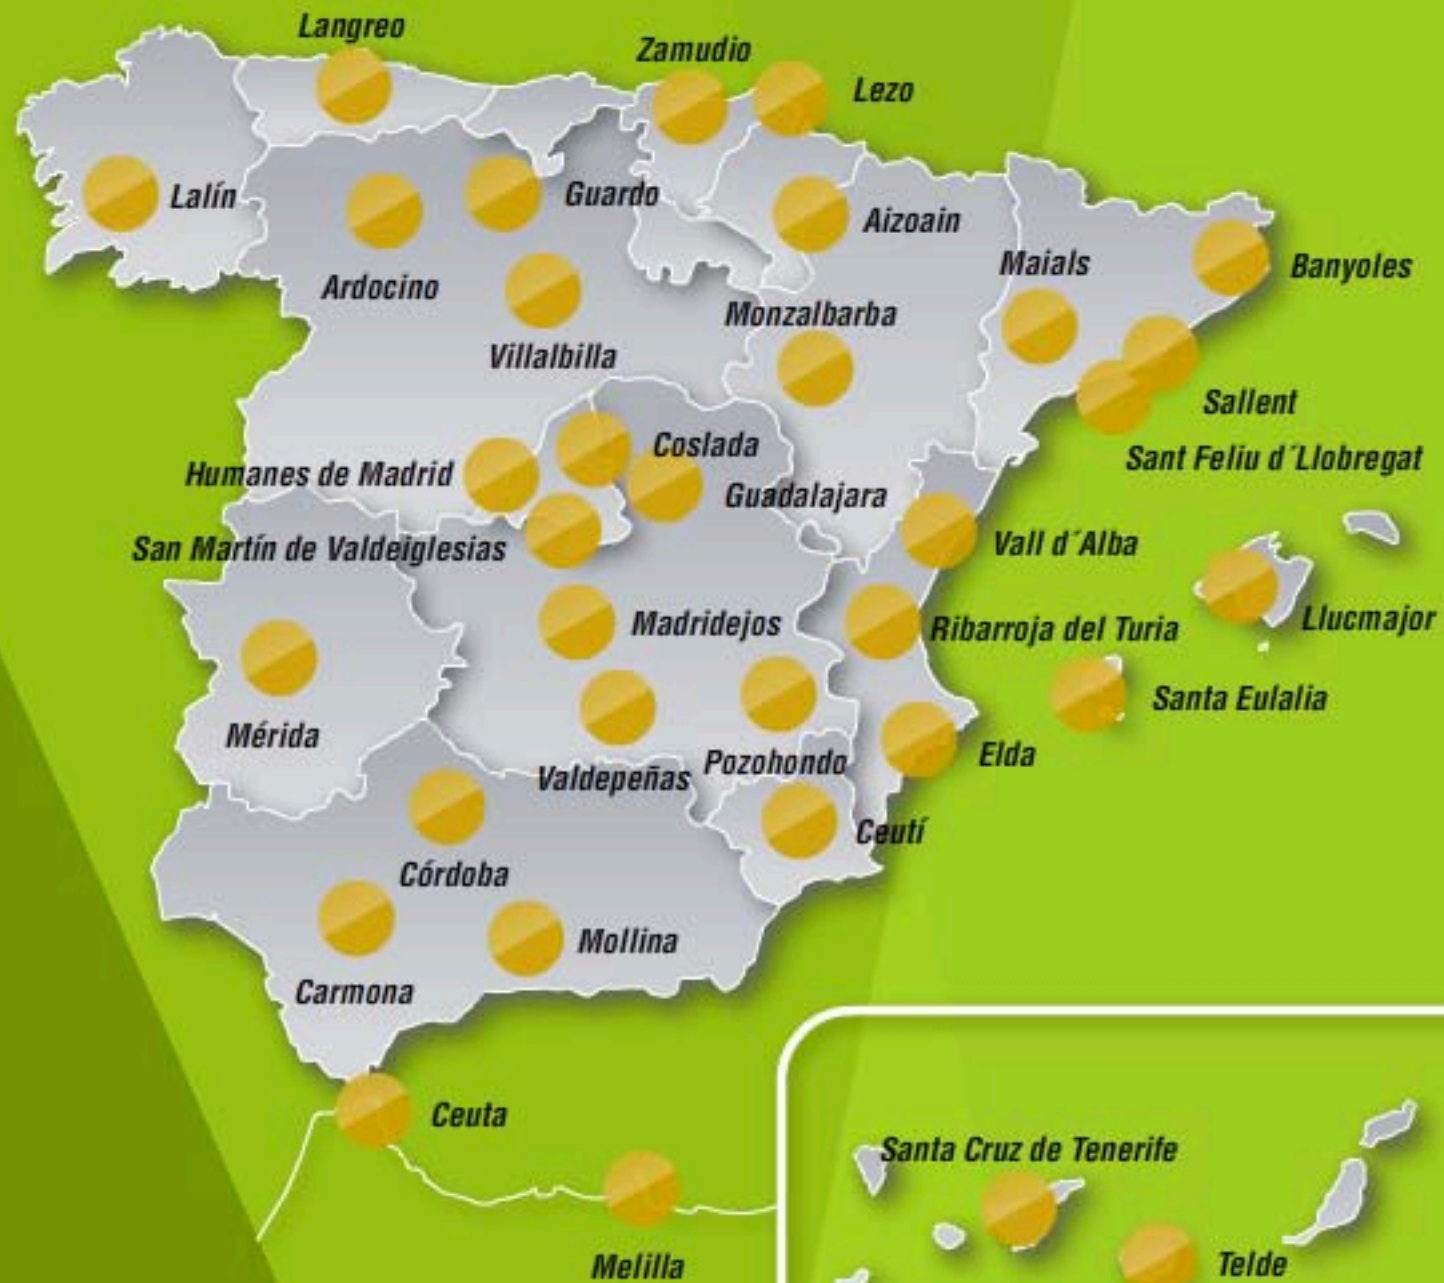 Langreo
Zamudio
Lezo
Lalín
Guardo
Aizoain
Ardocino
Maials
Banyoles
Monzalbarba
Villalbilla
Sallent
Coslada
Sant Feliu d´Llobregat
Humanes de Madrid
Guadalajara
San Martín de Valdeiglesias
Vall d´Alba
Llucmajor
Madridejos
Ribarroja del Turia
Santa Eulalia
Mérida
Elda
Pozohondo
Valdepeñas
Ceutí
Córdoba
Mollina
Carmona
Ceuta
Santa Cruz de Tenerife
Melilla
Telde